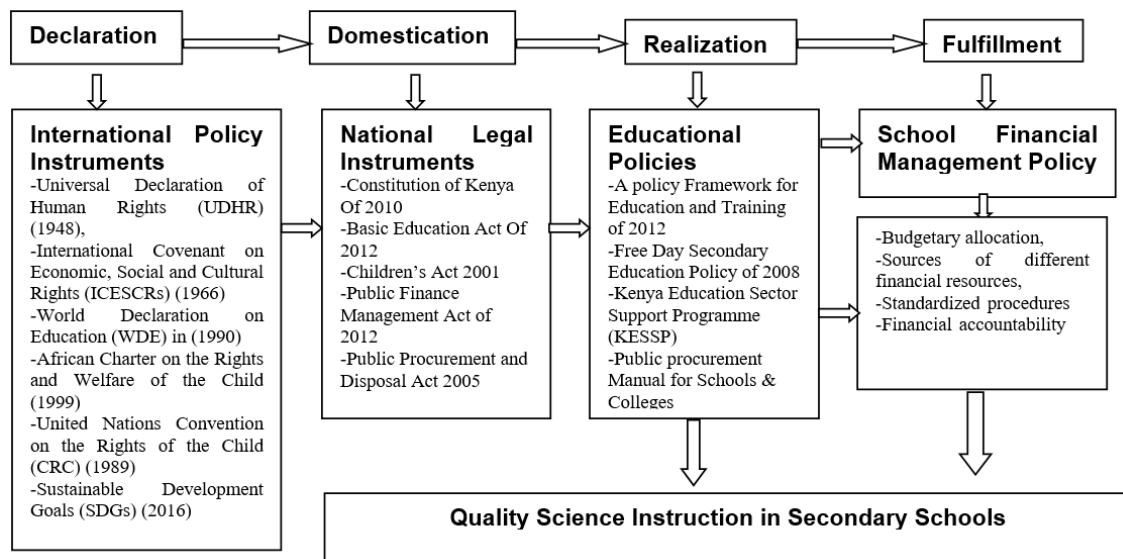 Declaration
Domestication
Realization
Fulfillment
International Policy
Instruments
-Universal Declaration of
Human Rights (UDHR)
(1948),
-International Covenant on
Economic, Social and Cultural
Rights (ICESCRs) (1966)
-World Declaration on
Education (WDE) in (1990)
-African Charter on the Rights
and Welfare of the Child
(1999)
-United Nations Convention
on the Rights of the Child
(CRC) (1989)
-Sustainable Development
Goals (SDGs) (2016)
National Legal
Instruments
-Constitution of Kenya
Of 2010
-Basic Education Act Of
2012
-Children’s Act 2001
-Public Finance
Management Act of
2012
-Public Procurement and
Disposal Act 2005
Educational
Policies
-A policy Framework for
Education and Training
of 2012
-Free Day Secondary
Education Policy of 2008
-Kenya Education Sector
Support Programme
(KESSP)
-Public procurement
Manual for Schools &
Colleges
School Financial
Management Policy
-Budgetary allocation,
-Sources of different
financial resources,
-Standardized procedures
-Financial accountability
Quality Science Instruction in Secondary Schools